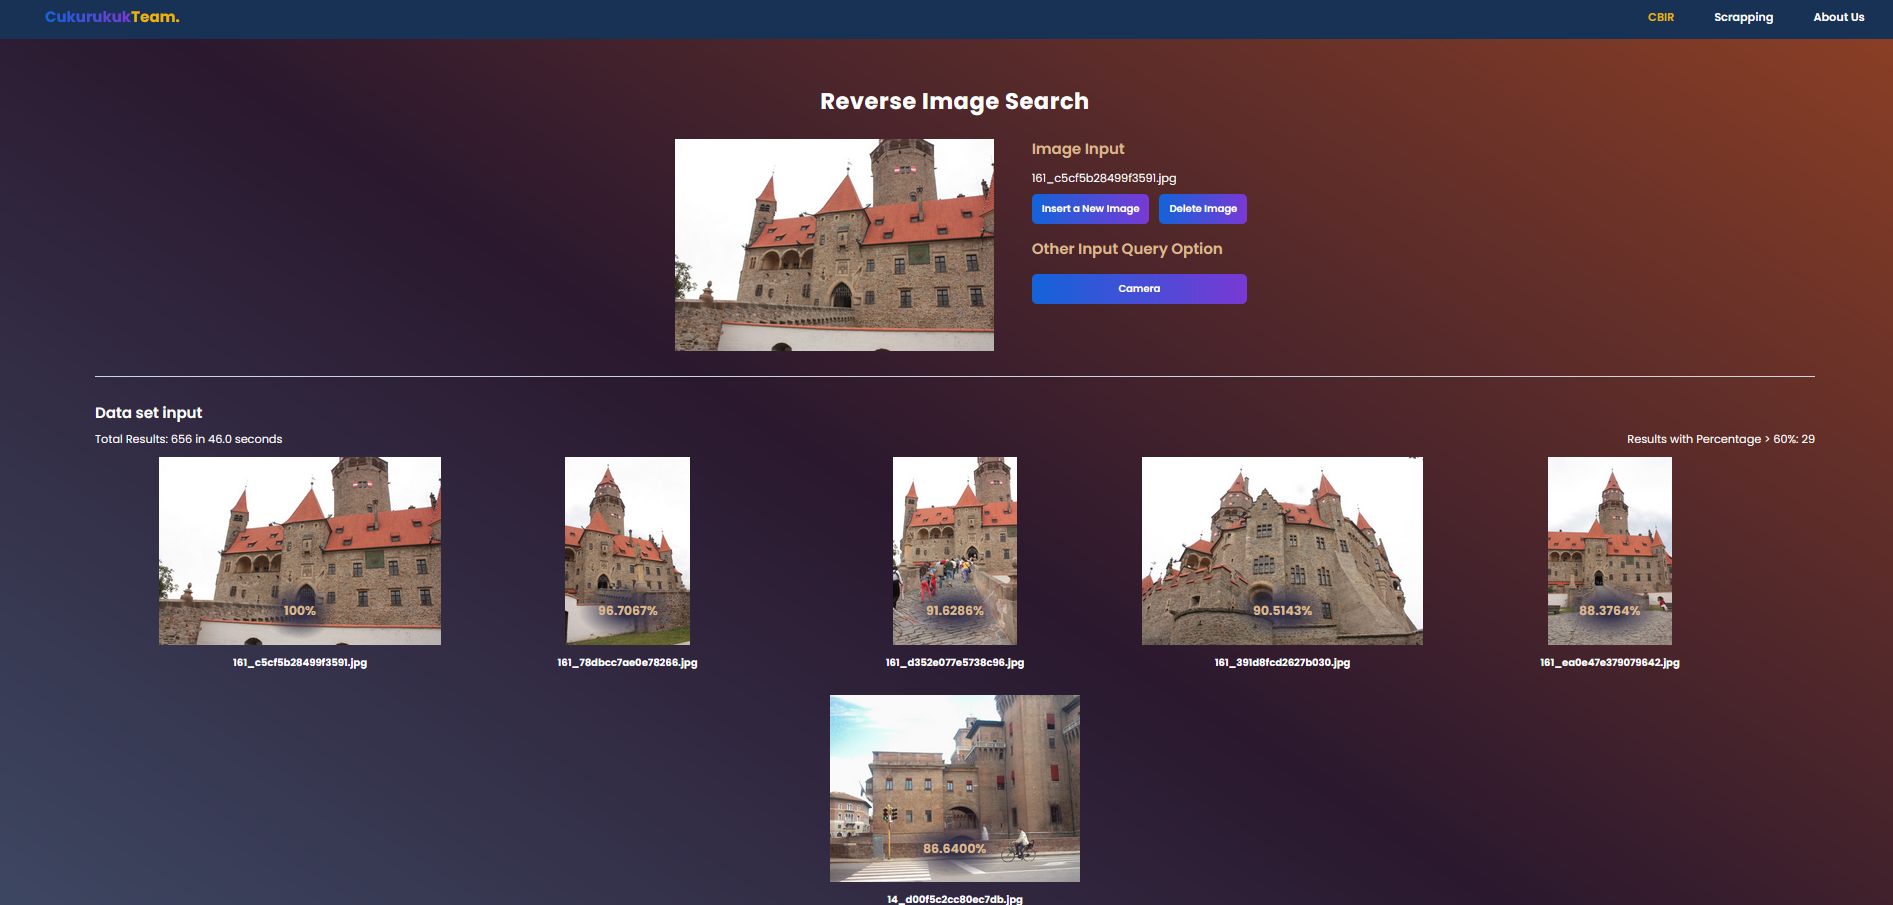 CukurukukTeam.
CBIR
Scrapping
About Us
Reverse Image Search
Image Input
161_c5cf5b28499f3591.jpg
Insert a New Image
Delete Image
Other Input Query Option
Camera
Data set input
Total Results: 656 in 46.0 seconds
Results with Percentage > 60%: 29
100%
96.7067%
91.6286%
90.5143%
88.3764%
161_c5cf5b28499f3591.jpg
161_78dbcc7ae0e78266.jpg
161_d352e077e5738c96.jpg
161_391d8fcd2627b030.jpg
161_ea0e47e379079642.jpg
86.6400%
14_d00f5c2cc80ec7db.jpg